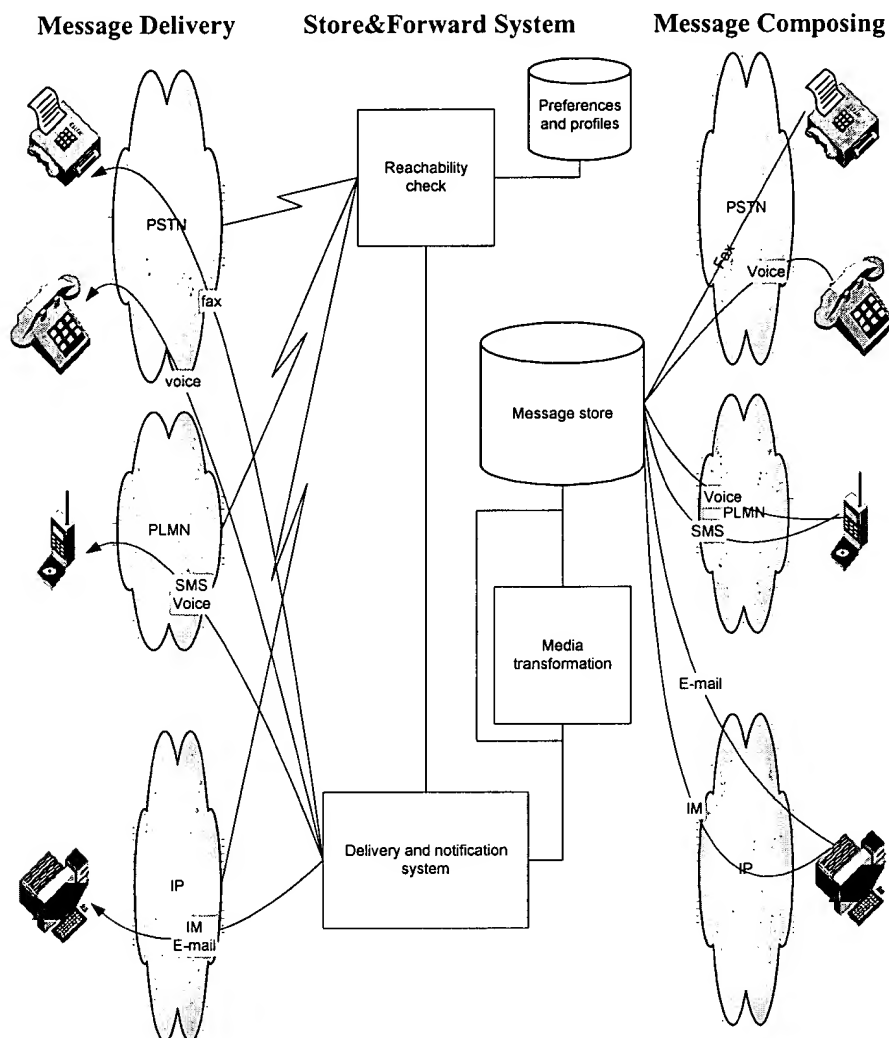 Message Delivery
Store&Forward System
Message Composing
Preferences
and profiles
Reachability
check
PSTN
PSTN
Fax
Voice
fax
voice
Message store
Voice
PLMN
SMS
PLMN
SMS
Voice
Media
transformation
E-mail
IM
Delivery and notification
system
IP
IP
IM
E-mail